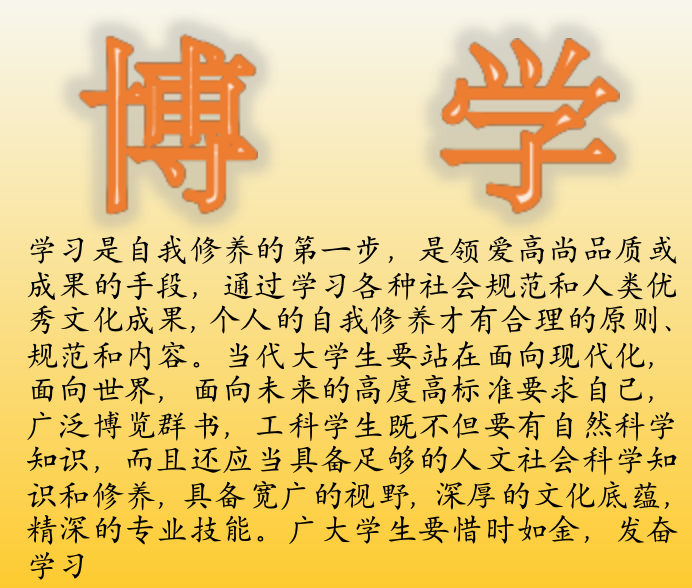 博学
学习是自我修养的第一步，是领爱高尚品质或
成果的手段，通过学习各种社会规范和人类优
秀文化成果,个人的自我修养才有合理的原则、
规范和内容。当代大学生要站在面向现代化，
面向世界，面向未来的高度高标准要求自己，
广泛博览群书，工科学生既不但要有自然科学
知识，而且还应当具备足够的人文社会科学知
识和修养,具备宽广的视野,深厚的文化底蕴，
精深的专业技能。广大学生要惜时如金，发奋
学习